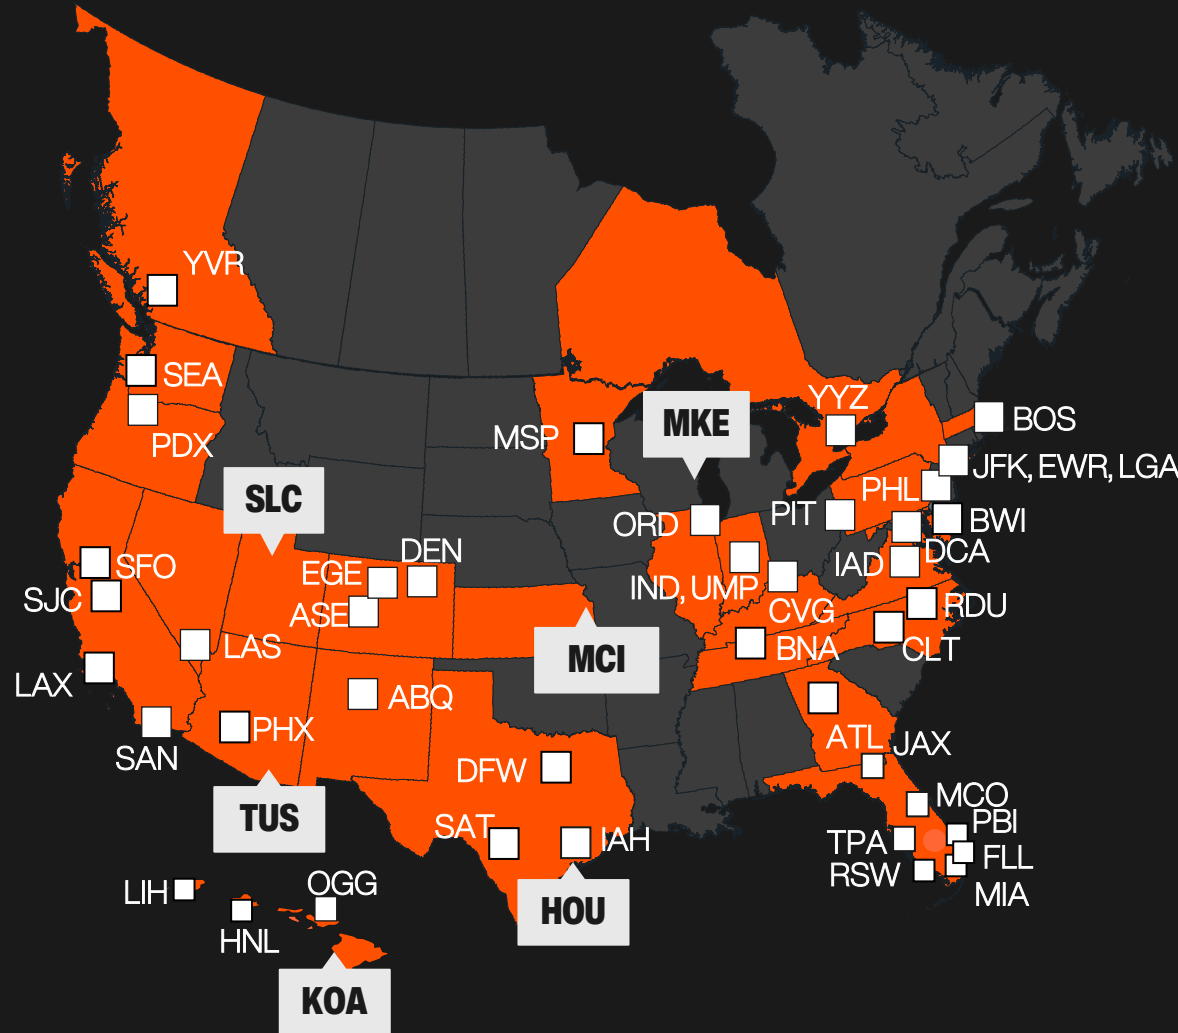 YVR
SEA
PDX
YYZ
MSP
MKE
BOS
JFK, EWR, LGA
PHL
SLC
ORD
PIT
BWI
DCA
IAD
SFO
DEN
EGE
IND, UMP
CVG
RDU
SJC
ASE
LAS
BNA
CLT
MCI
LAX
ABQ
PHX
SAN
ATL
JAX
DFW
MCO
PBI
TUS
SAT
IAH
TPA
FLL
RSW
MIA
LIH
OGG
HOU
HNL
KOA